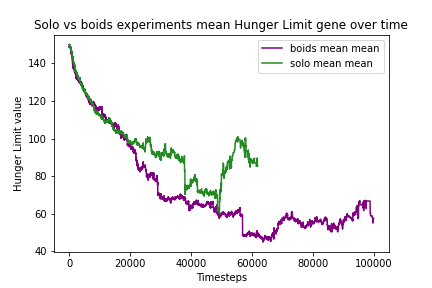 Solo vs boids experiments mean Hunger Limit gene over time
boids mean mean
solo mean mean
Hunger Limit value
140
120
100
80
60
40
0
20000
40000
60000
80000
100000
Timesteps